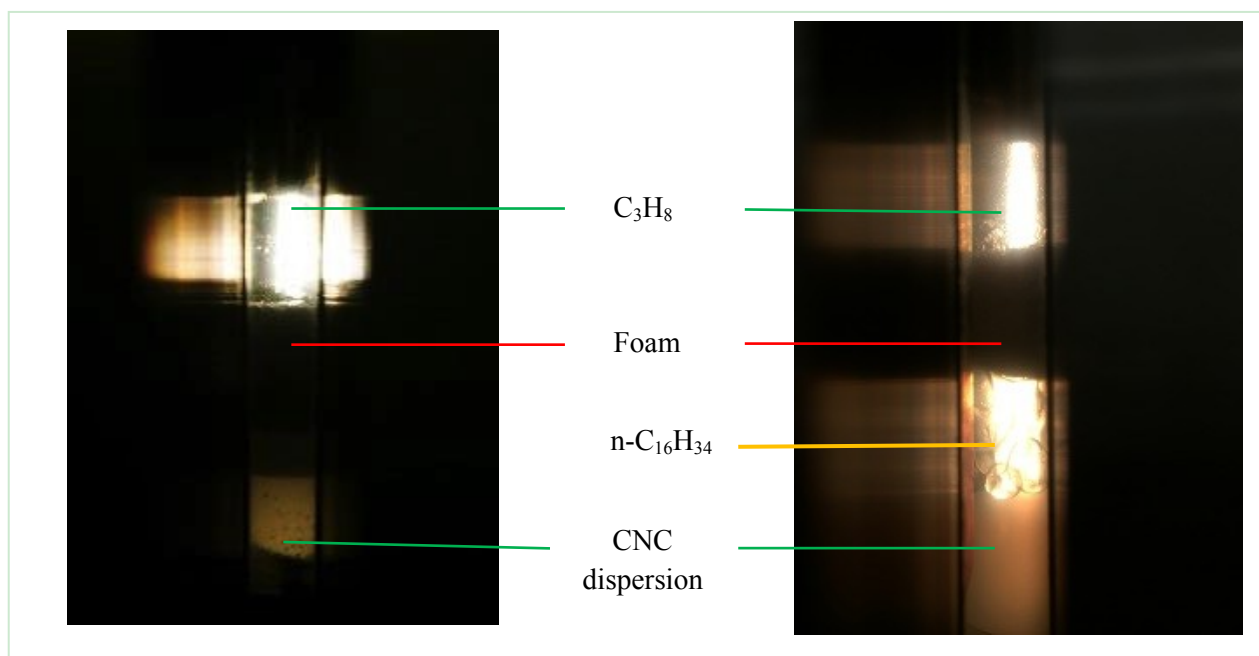 C₃H₈
Foam
n-C₁₆H₃₄
CNC
dispersion